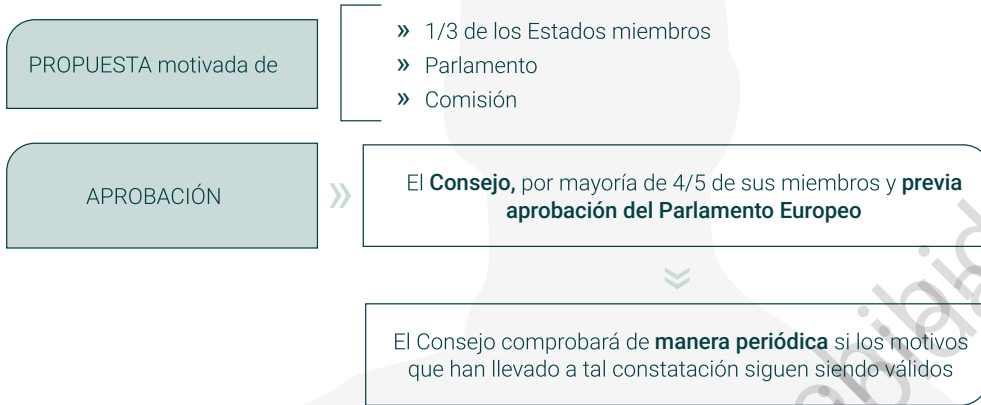 PROPUESTA motivada de
» 1/3 de los Estados miembros
» Parlamento
» Comisión
APROBACIÓN
»
El Consejo, por mayoría de 4/5 de sus miembros y previa
aprobación del Parlamento Europeo
El Consejo comprobará de manera periódica si los motivos
que han llevado a tal constatación siguen siendo válidos